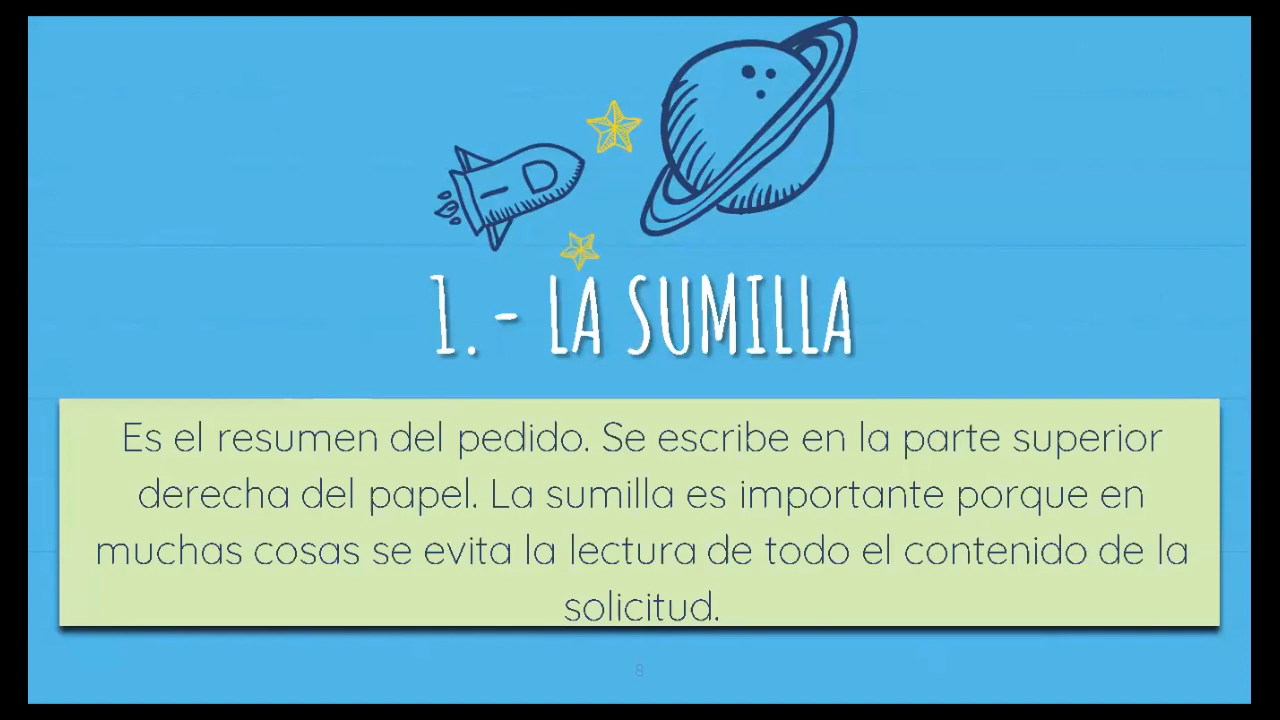 1. - LA SUMILLA
Es el resumen del pedido. Se escribe en la parte superior
derecha del papel. La sumilla es importante porque en
muchas cosas se evita la lectura de todo el contenido de la
solicitud.
8